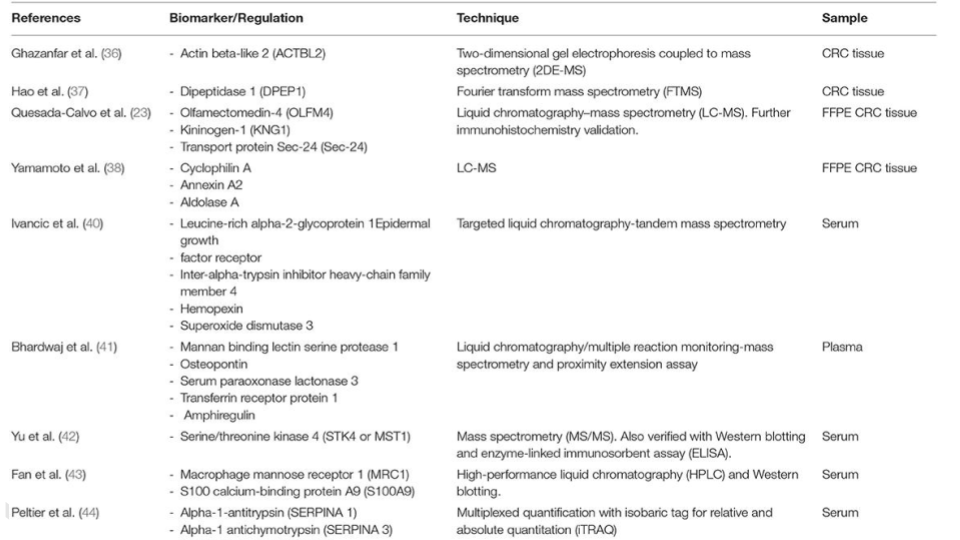 References Biomarker/Regulation Technique Sample
Ghazanfar et al. (36) - Actin beta-like 2 (ACTBL2) Two-dimensional gel electrophoresis coupled to mass CRC tissue
spectrometry (2DE-MS)
Hao et al. (37) - Dipeptidase 1 (DPEP1) Fourier transform mass spectrometry (FTMS) CRC tissue
Quesada-Calvo et al. (23) - Olfamectomedin-4 (OLFM4) Liquid chromatography–mass spectrometry (LC-MS). Further FFPE CRC tissue
- Kininogen-1 (KNG1) immunohistochemistry validation.
- Transport protein Sec-24 (Sec-24)
Yamamoto et al. (38) - Cyclophilin A LC-MS FFPE CRC tissue
- Annexin A2
- Aldolase A
Ivancic et al. (40) - Leucine-rich alpha-2-glycoprotein 1Epidermal Targeted liquid chromatography-tandem mass spectrometry Serum
growth
- factor receptor
- Inter-alpha-trypsin inhibitor heavy-chain family
member 4
- Hemopexin
- Superoxide dismutase 3
Bhardwaj et al. (41) - Mannan binding lectin serine protease 1 Liquid chromatography/multiple reaction monitoring-mass Plasma
- Osteopontin spectrometry and proximity extension assay
- Serum paraoxonase lactonase 3
- Transferrin receptor protein 1
- Amphiregulin
Yu et al. (42) - Serine/threonine kinase 4 (STK4 or MST1) Mass spectrometry (MS/MS). Also verified with Western blotting Serum
and enzyme-linked immunosorbent assay (ELISA).
Fan et al. (43) - Macrophage mannose receptor 1 (MRC1) High-performance liquid chromatography (HPLC) and Western Serum
- S100 calcium-binding protein A9 (S100A9) blotting.
Peltier et al. (44) - Alpha-1-antitrypsin (SERPINA 1) Multiplexed quantification with isobaric tag for relative and Serum
- Alpha-1 antichymotrypsin (SERPINA 3) absolute quantitation (iTRAQ)